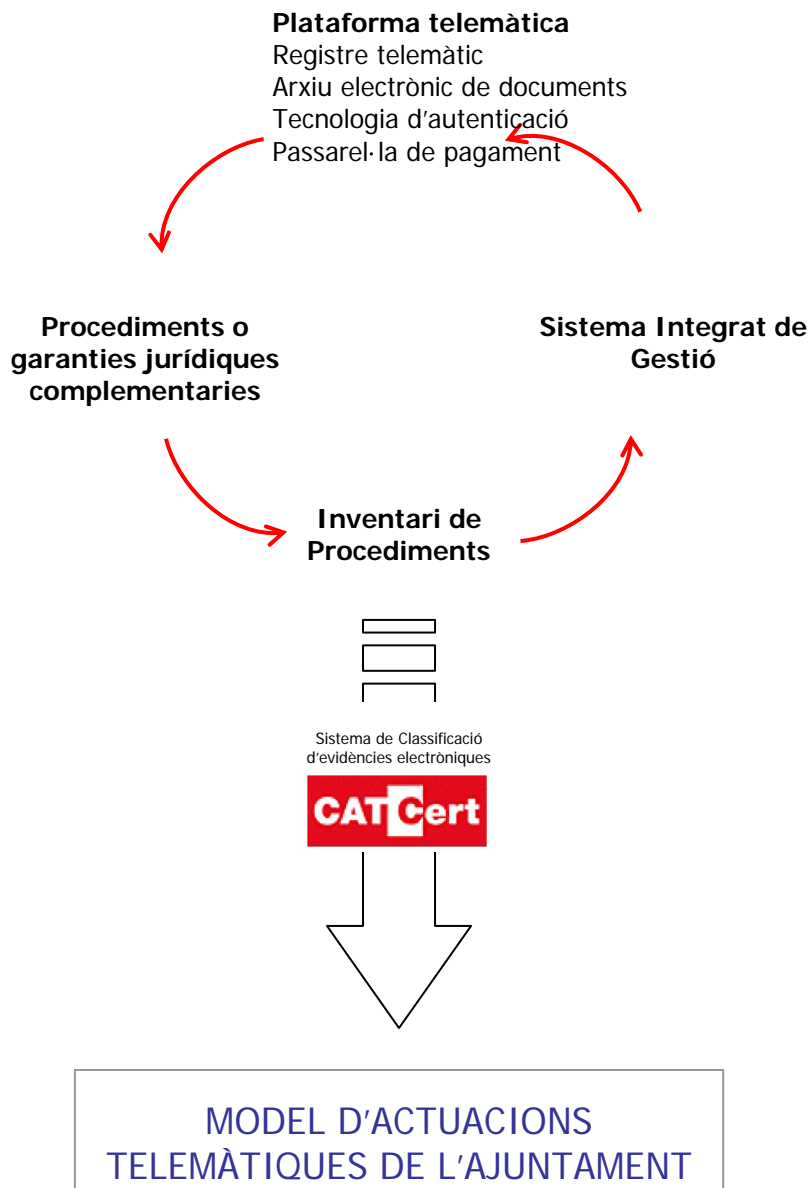 Plataforma telemàtica
Registre telemàtic
Arxiu electrònic de documents
Tecnologia d'autenticació
Passarel·la de pagament
Procediments o
garanties jurídiques
complementaries
Sistema Integrat de
Gestió
Inventari de
Procediments
Sistema de Classificació
d'evidències electròniques
CATCert
MODEL D'ACTUACIONS
TELEMÀTIQUES DE L'AJUNTAMENT